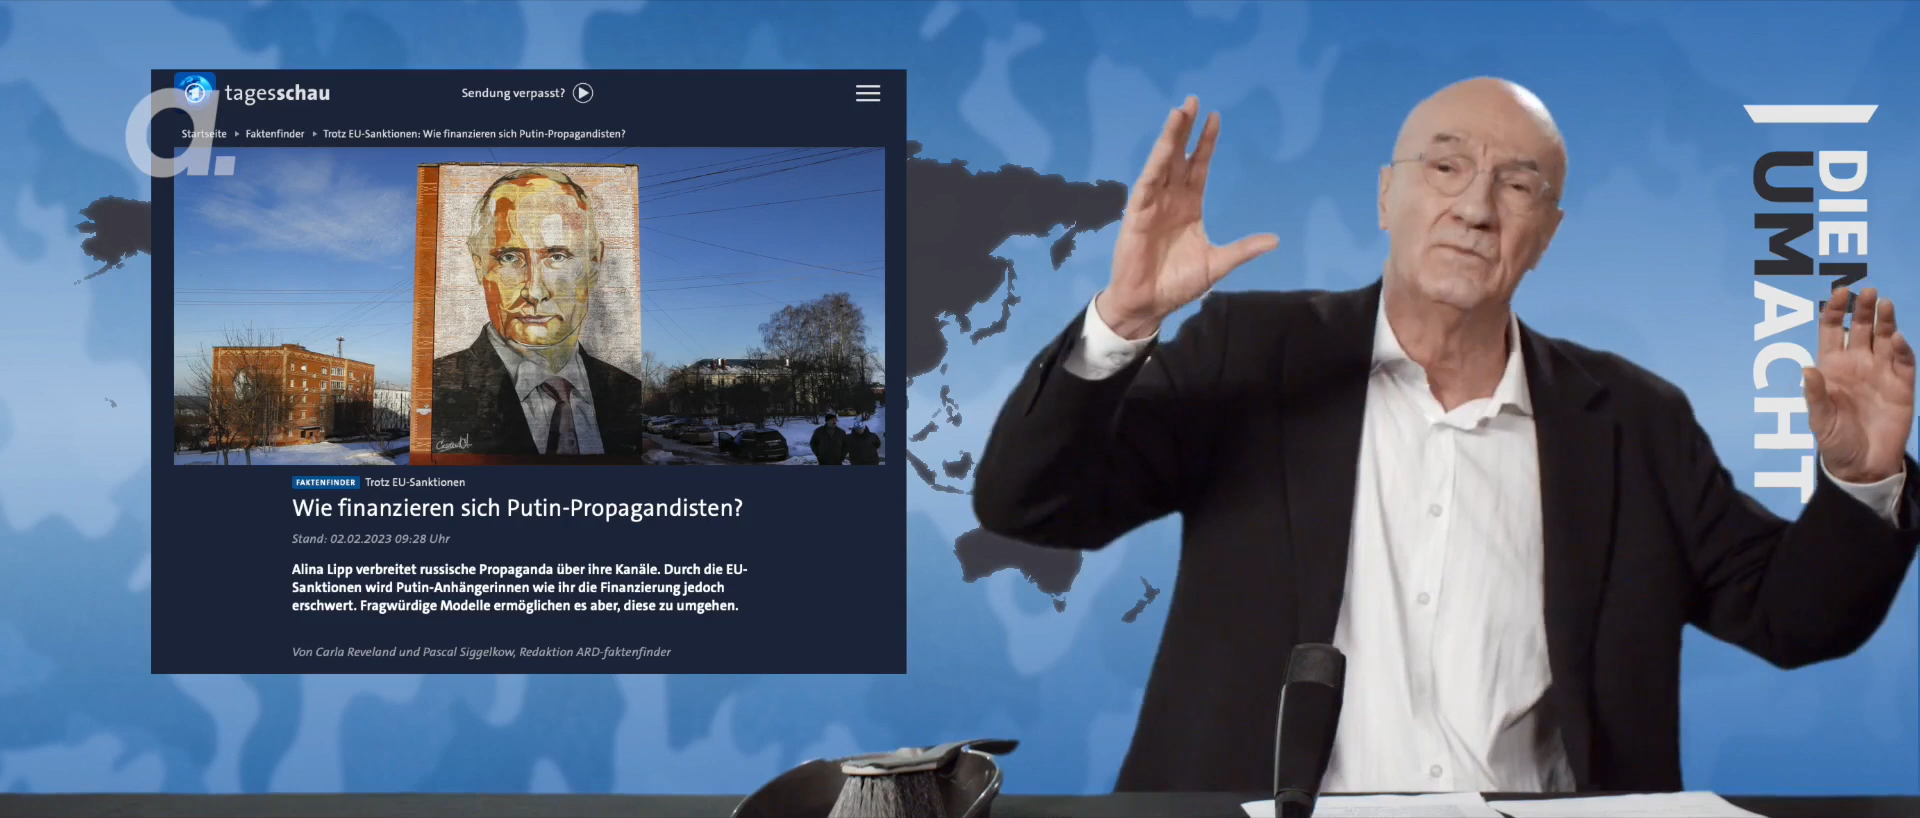 a.
tagesschau
Sendung verpasst?
Startseite Faktenfinder Trotz EU-Sanktionen: Wie finanzieren sich Putin-Propagandisten?
FAKTENFINDER Trotz EU-Sanktionen
Wie finanzieren sich Putin-Propagandisten?
Stand: 02.02.2023 09:28 Uhr
Alina Lipp verbreitet russische Propaganda über ihre Kanäle. Durch die EU-
Sanktionen wird Putin-Anhängerinnen wie ihr die Finanzierung jedoch
erschwert. Fragwürdige Modelle ermöglichen es aber, diese zu umgehen.
Von Carla Reveland und Pascal Siggelkow, Redaktion ARD-faktenfinder
DIE
UMACHT